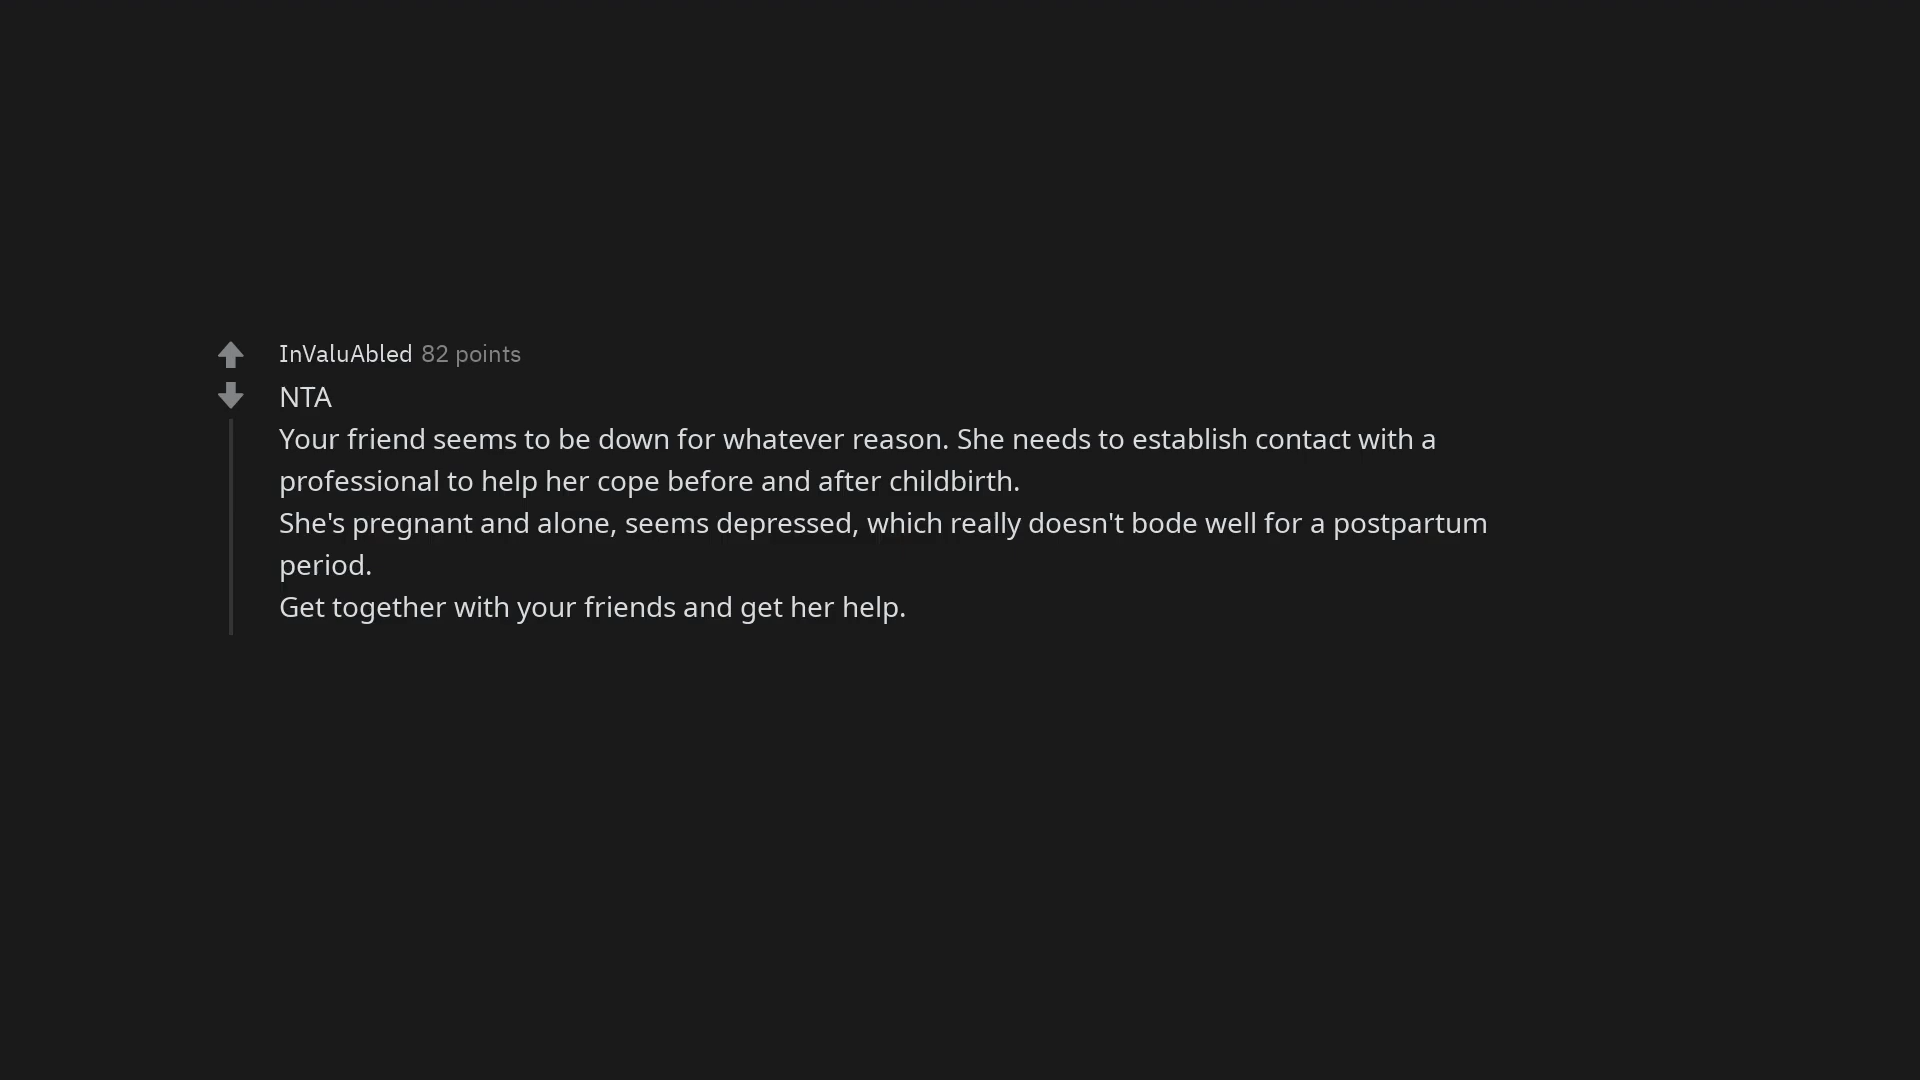 InValuAbled 82 points
NTA
Your friend seems to be down for whatever reason. She needs to establish contact with a
professional to help her cope before and after childbirth.
She's pregnant and alone, seems depressed, which really doesn't bode well for a postpartum
period.
Get together with your friends and get her help.